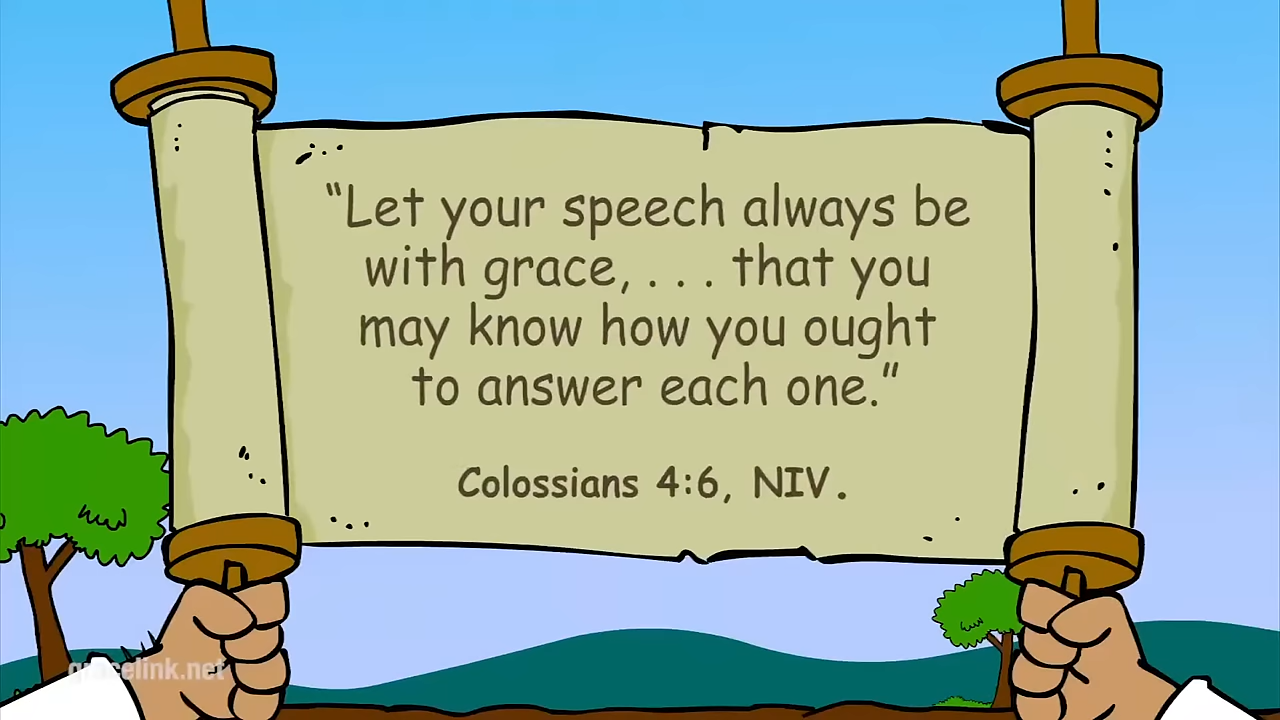 “Let your speech always be
with grace, . . . that you
may know how you ought
to answer each one.”
Colossians 4:6, NIV.
gracelink.net